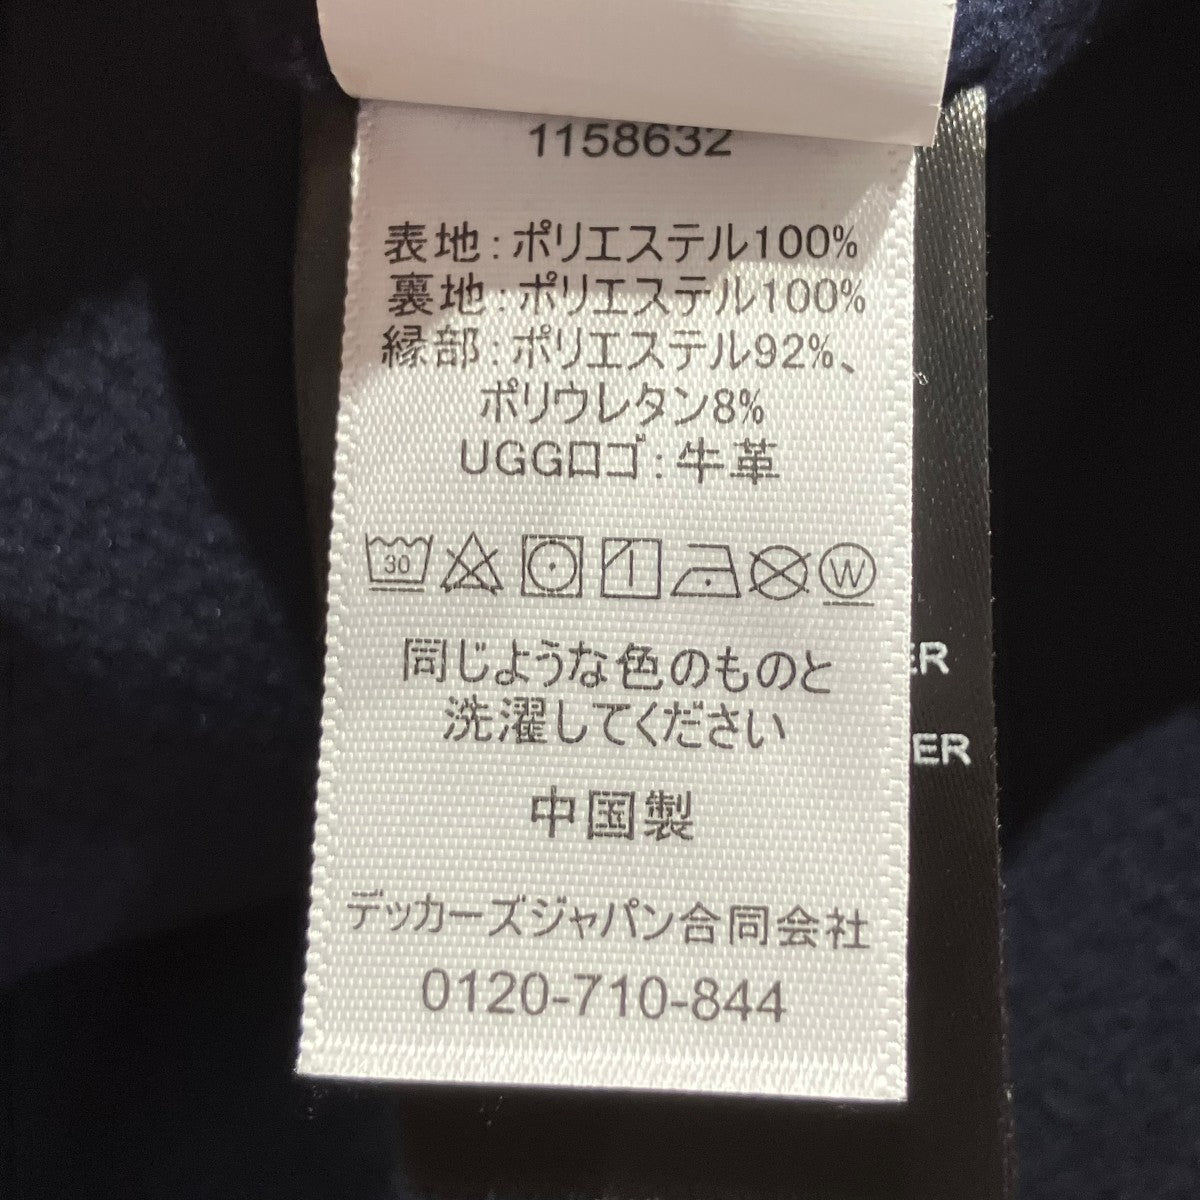 1158632
表地:ポリエステル100%
裏地:ポリエステル100%
縁部:ポリエステル92%、
ポリウレタン8%
UGGロゴ:牛革
30 W
同じような色のものと
洗濯してください
中国製
デッカーズジャパン合同会社
0120-710-844
ER
ER